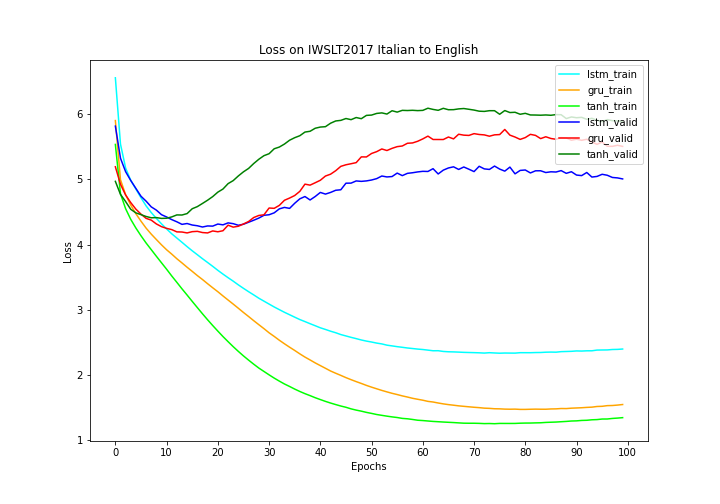 Loss on IWSLT2017 Italian to English
lstm_train
gru_train
tanh_train
lstm_valid
gru_valid
tanh_valid
Loss
6
5
4
3
2
1
0 10 20 30 40 50 60 70 80 90 100
Epochs